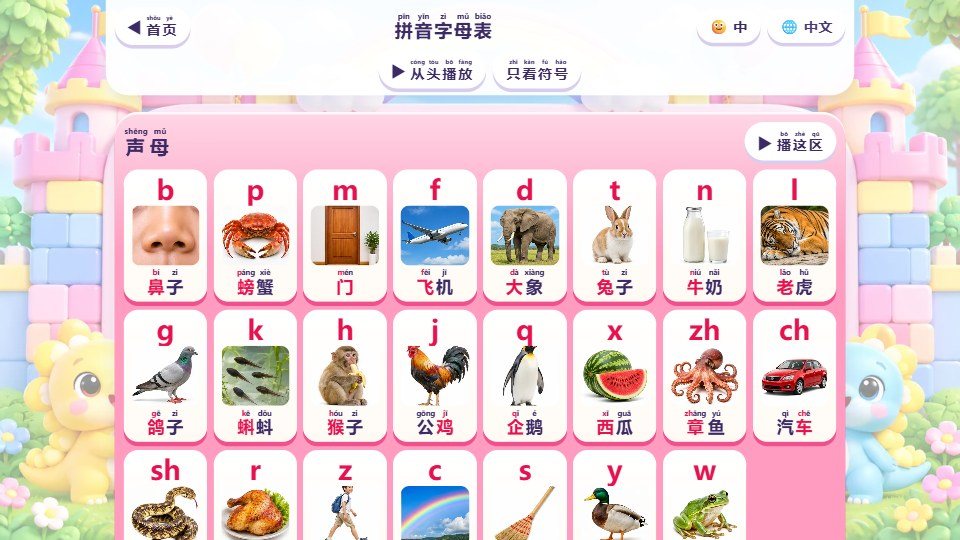 shǒu yè
◀ 首页
pīn yīn zì mǔ biǎo
拼音字母表
中
中文
cóng tóu bō fàng
▶ 从头播放
zhǐ kàn fú hào
只看符号
shēng mǔ
声母
bō zhè qū
▶ 播这区
b p m f d t n l
bí zi páng xiè mén fēi jī dà xiàng tù zi niú nǎi lǎo hǔ
鼻子 螃蟹 门 飞机 大象 兔子 牛奶 老虎
g k h j q x zh ch
gē zi kē dǒu hóu zi gōng jī qǐ é xī guā zhāng yú qì chē
鸽子 蝌蚪 猴子 公鸡 企鹅 西瓜 章鱼 汽车
sh r z c s y w